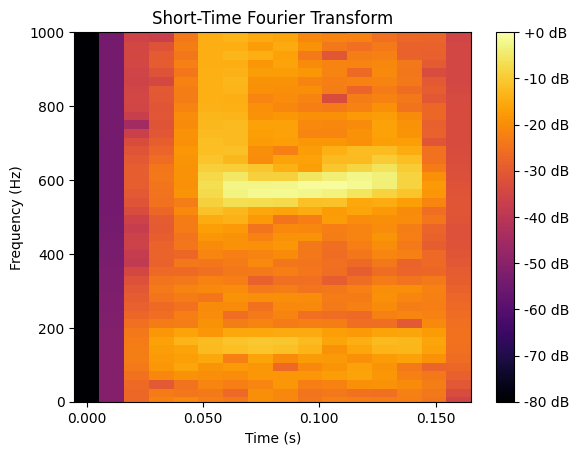 Short-Time Fourier Transform
1000
800
600
400
200
0
Frequency (Hz)
0.000
0.050
0.100
0.150
Time (s)
+0 dB
-10 dB
-20 dB
-30 dB
-40 dB
-50 dB
-60 dB
-70 dB
-80 dB